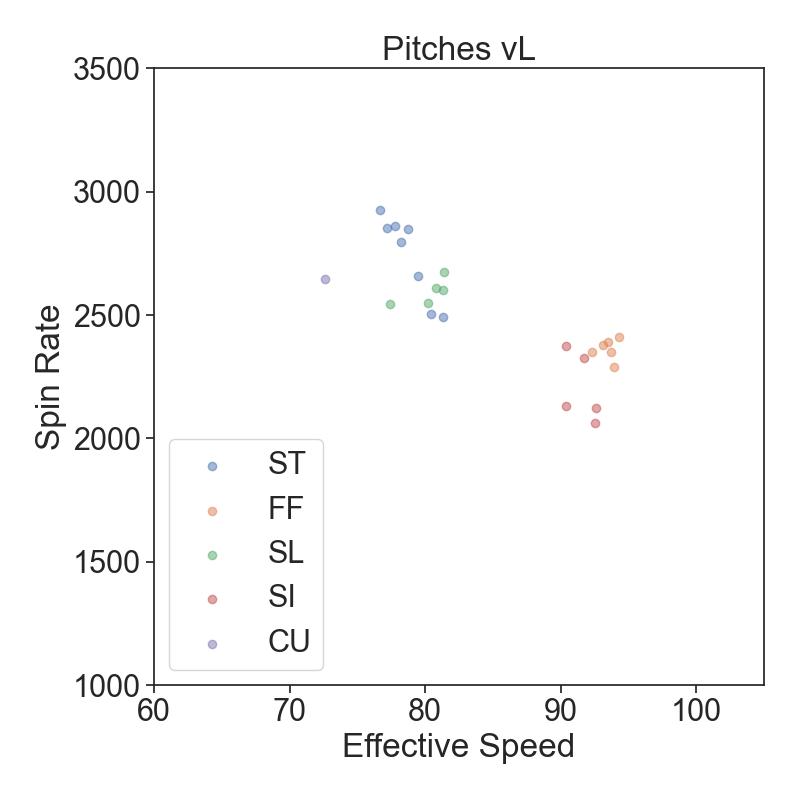 Pitches vL
3500
3000
2500
2000
1500
1000
Spin Rate
ST
FF
SL
SI
CU
60 70 80 90 100
Effective Speed